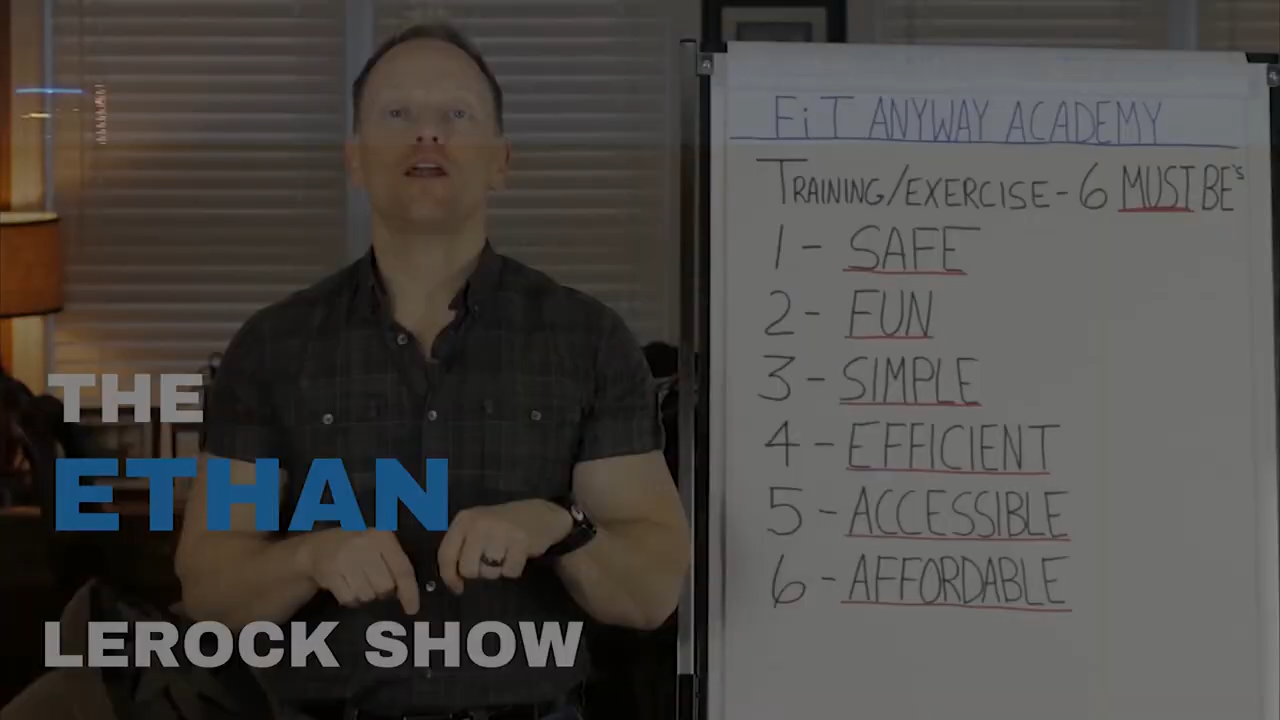 FiT ANYWAY ACADEMY
TRAINING/EXERCISE - 6 MUST BE'S
1 - SAFE
2 - FUN
3 - SIMPLE
4 - EFFICIENT
5 - ACCESSIBLE
6 - AFFORDABLE
THE
ETHAN
LEROCK SHOW